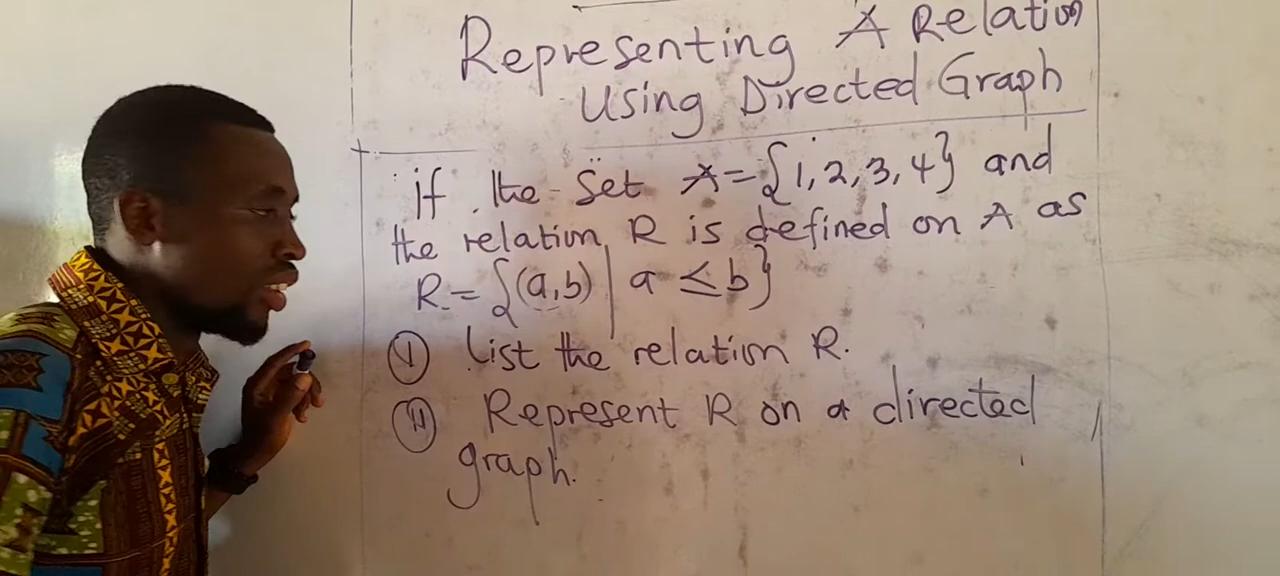 Representing A Relation
Using Directed Graph
if the Set A = {1, 2, 3, 4} and
the relation R is defined on A as
R = {(a,b) | a ≤ b}
(I) List the relation R.
(II) Represent R on a directed
graph.